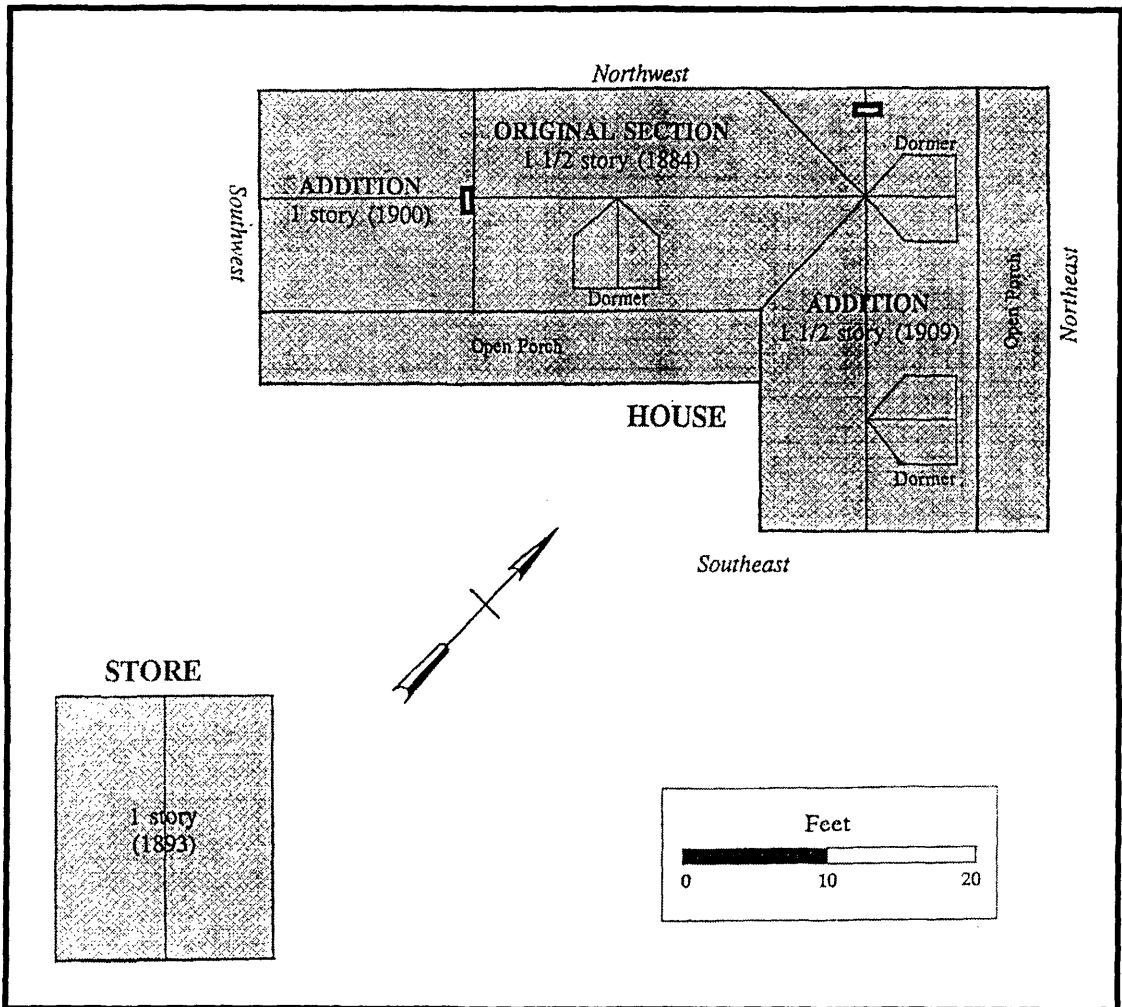 Northwest
ORIGINAL SECTION
1 1/2 story (1884)
Dormer
ADDITION
1 story (1900)
Southwest
Dormer
Open Porch
ADDITION
1 1/2 story (1909)
Open Porch
Northeast
HOUSE
Dormer
Southeast
STORE
1 story
(1893)
Feet
0 10 20